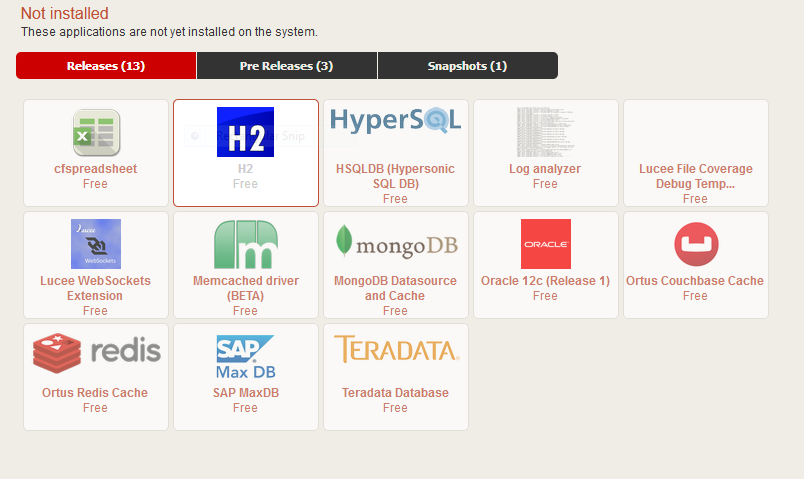 Not installed
These applications are not yet installed on the system.
Releases (13) Pre Releases (3) Snapshots (1)
H2
HyperSQL
cfspreadsheet
Free
H2
Free
HSQLDB (Hypersonic
SQL DB)
Free
Log analyzer
Free
Lucee File Coverage
Debug Temp...
Free
Lucee
WebSockets
Lucee WebSockets
Extension
Free
m
Memcached driver
(BETA)
Free
mongoDB
MongoDB Datasource
and Cache
Free
ORACLE
Oracle 12c (Release 1)
Free
Ortus Couchbase Cache
Free
redis
Ortus Redis Cache
Free
SAP
Max DB
SAP MaxDB
Free
TERADATA.
Teradata Database
Free